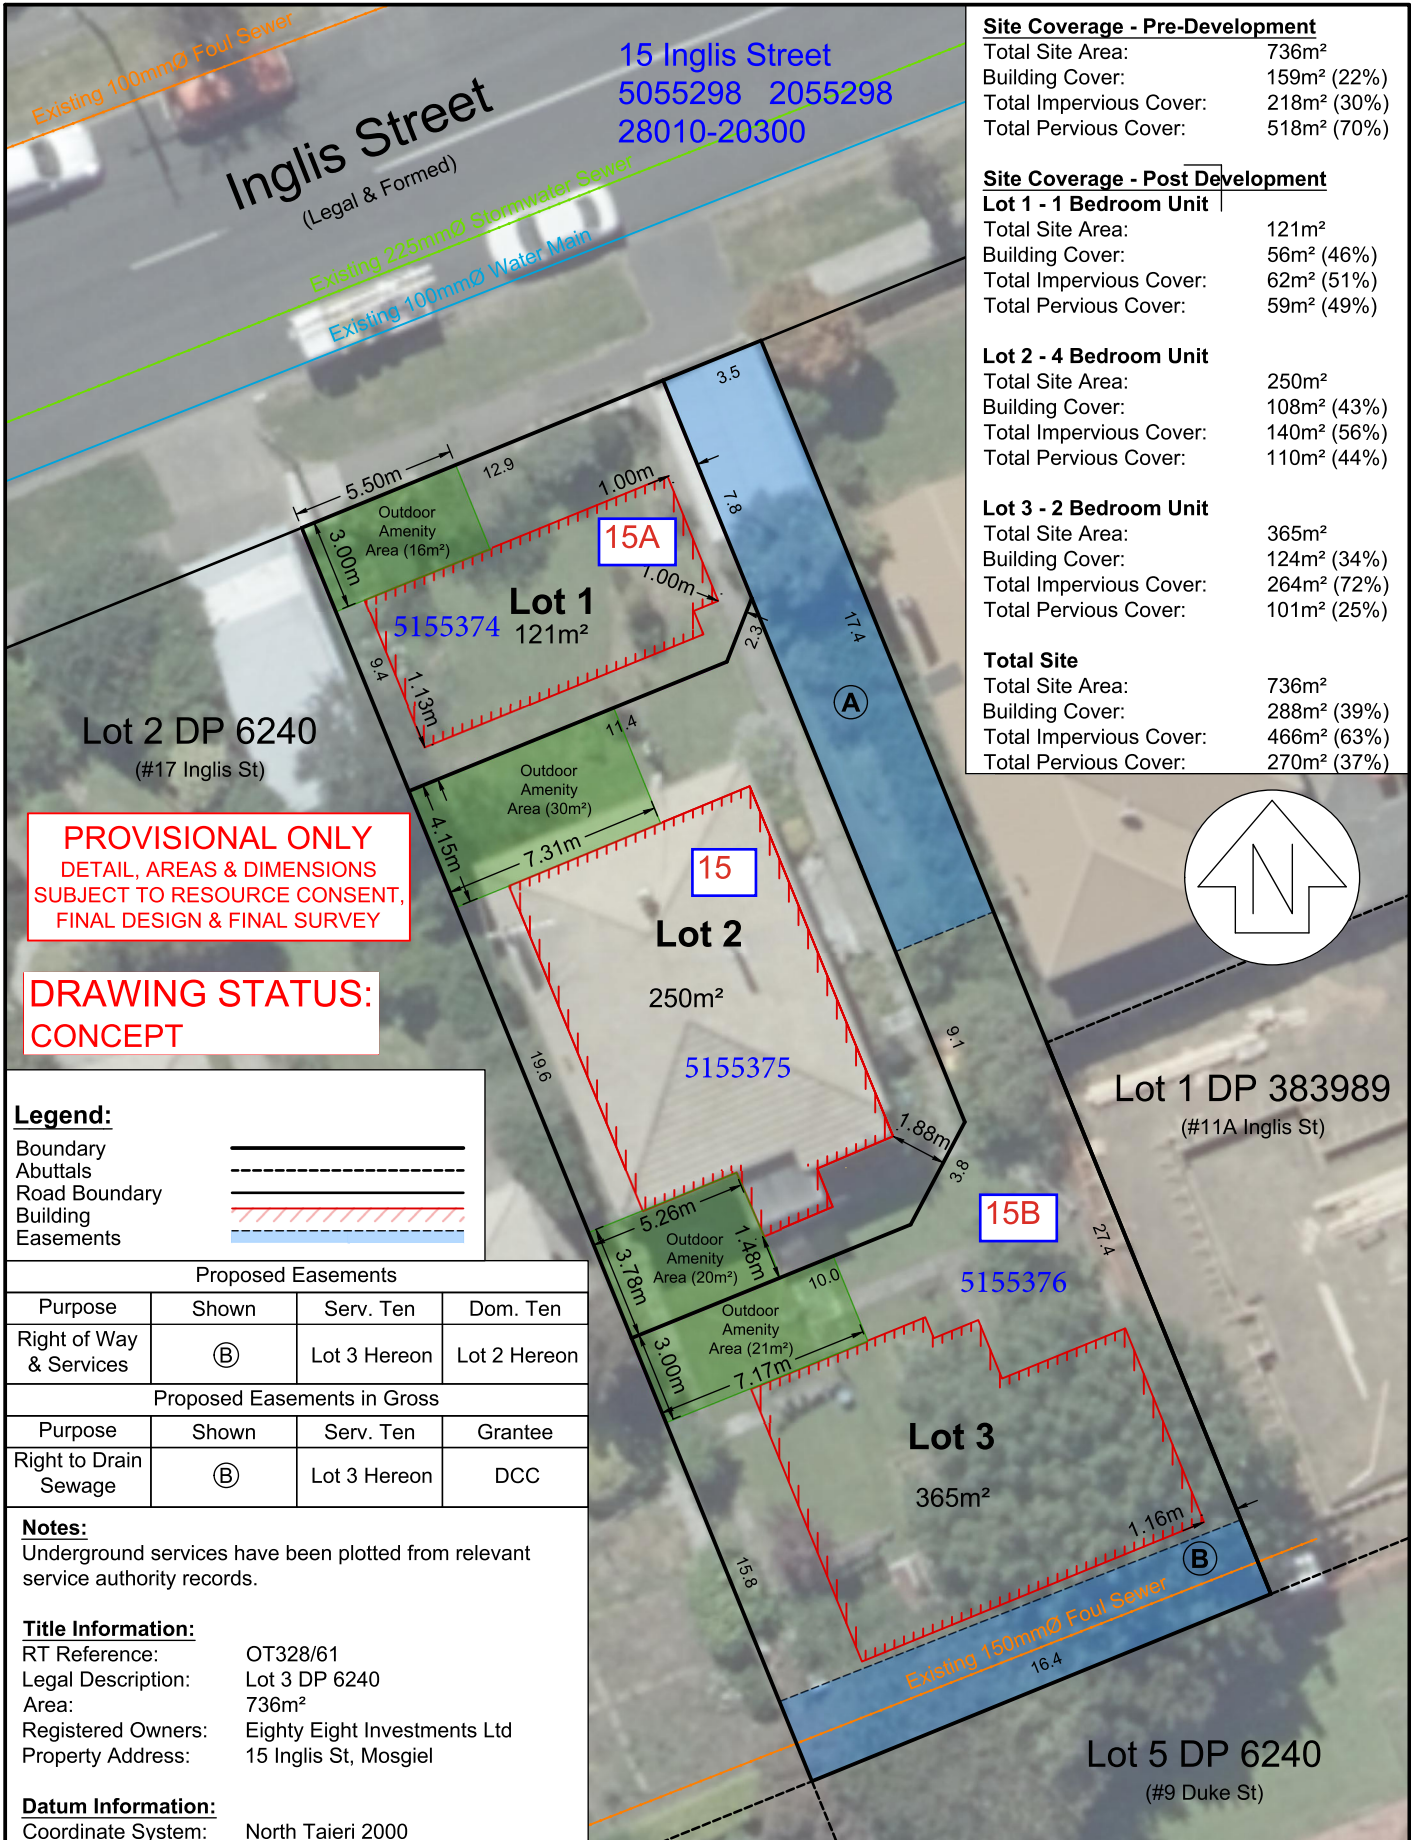 Existing 100mmØ Foul Sewer
Inglis Street
(Legal & Formed)
15 Inglis Street
5055298 2055298
28010-20300
Existing 225mmØ Stormwater Sewer
Existing 100mmØ Water Main
Site Coverage - Pre-Development
Total Site Area: 736m²
Building Cover: 159m² (22%)
Total Impervious Cover: 218m² (30%)
Total Pervious Cover: 518m² (70%)
Site Coverage - Post Development
Lot 1 - 1 Bedroom Unit
Total Site Area: 121m²
Building Cover: 56m² (46%)
Total Impervious Cover: 62m² (51%)
Total Pervious Cover: 59m² (49%)
Lot 2 - 4 Bedroom Unit
Total Site Area: 250m²
Building Cover: 108m² (43%)
Total Impervious Cover: 140m² (56%)
Total Pervious Cover: 110m² (44%)
Lot 3 - 2 Bedroom Unit
Total Site Area: 365m²
Building Cover: 124m² (34%)
Total Impervious Cover: 264m² (72%)
Total Pervious Cover: 101m² (25%)
Total Site
Total Site Area: 736m²
Building Cover: 288m² (39%)
Total Impervious Cover: 466m² (63%)
Total Pervious Cover: 270m² (37%)
3.5
12.9
5.50m
Outdoor
Amenity
Area (16m²)
3.00m
1.00m
15A
1.00m
7.8
Lot 1
5155374 121m²
9.4
1.13m
2.3
17.4
A
Lot 2 DP 6240
(#17 Inglis St)
11.4
Outdoor
Amenity
Area (30m²)
4.15m
7.31m
15
Lot 2
250m²
5155375
19.6
N
9.1
PROVISIONAL ONLY
DETAIL, AREAS & DIMENSIONS
SUBJECT TO RESOURCE CONSENT,
FINAL DESIGN & FINAL SURVEY
DRAWING STATUS:
CONCEPT
Lot 1 DP 383989
(#11A Inglis St)
1.88m
3.8
5.26m
Outdoor
Amenity
Area (20m²)
3.78m
1.48m
10.0
15B
5155376
27.4
Outdoor
Amenity
Area (21m²)
3.00m
7.17m
Lot 3
365m²
1.16m
B
15.8
Existing 150mmØ Foul Sewer
16.4
Lot 5 DP 6240
(#9 Duke St)
Legend:
Boundary
Abuttals
Road Boundary
Building
Easements
Proposed Easements
Purpose Shown Serv. Ten Dom. Ten
Right of Way
& Services B Lot 3 Hereon Lot 2 Hereon
Proposed Easements in Gross
Purpose Shown Serv. Ten Grantee
Right to Drain
Sewage B Lot 3 Hereon DCC
Notes:
Underground services have been plotted from relevant
service authority records.
Title Information:
RT Reference: OT328/61
Legal Description: Lot 3 DP 6240
Area: 736m²
Registered Owners: Eighty Eight Investments Ltd
Property Address: 15 Inglis St, Mosgiel
Datum Information:
Coordinate System: North Taieri 2000